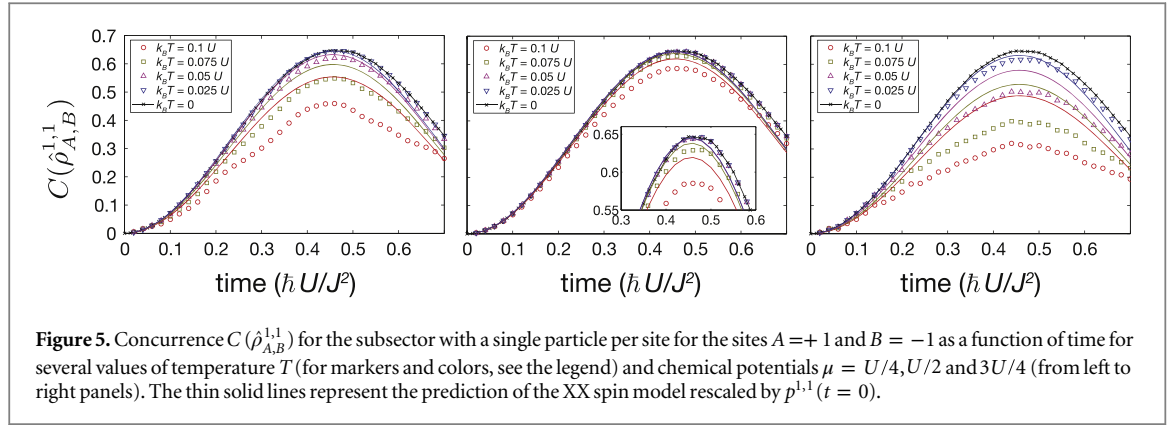 0.7
0.6
0.5
0.4
0.3
0.2
0.1
0
C(ρ̂^{1,1}_{A,B})
k_BT = 0.1 U
k_BT = 0.075 U
k_BT = 0.05 U
k_BT = 0.025 U
k_BT = 0
0 0.1 0.2 0.3 0.4 0.5 0.6
time (ℏ U/J²)
k_BT = 0.1 U
k_BT = 0.075 U
k_BT = 0.05 U
k_BT = 0.025 U
k_BT = 0
0.65
0.6
0.55
0.3 0.4 0.5 0.6
0 0.1 0.2 0.3 0.4 0.5 0.6
time (ℏ U/J²)
k_BT = 0.1 U
k_BT = 0.075 U
k_BT = 0.05 U
k_BT = 0.025 U
k_BT = 0
0 0.1 0.2 0.3 0.4 0.5 0.6
time (ℏ U/J²)
Figure 5. Concurrence C(ρ̂^{1,1}_{A,B}) for the subsector with a single particle per site for the sites A =+ 1 and B = −1 as a function of time for
several values of temperature T (for markers and colors, see the legend) and chemical potentials μ = U/4, U/2 and 3U/4 (from left to
right panels). The thin solid lines represent the prediction of the XX spin model rescaled by p^{1,1}(t = 0).